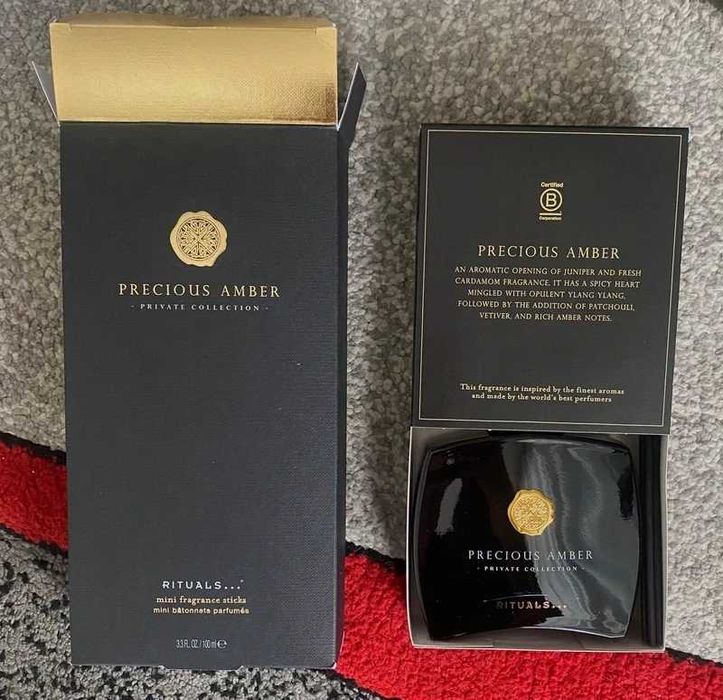 PRECIOUS AMBER
- PRIVATE COLLECTION -
RITUALS...®
mini fragrance sticks
mini bâtonnets parfumés
3.3 FL. OZ. / 100 ml ℮
Certified
B
Corporation
PRECIOUS AMBER
AN AROMATIC OPENING OF JUNIPER AND FRESH
CARDAMOM FRAGRANCE. IT HAS A SPICY HEART
MINGLED WITH OPULENT YLANG YLANG,
FOLLOWED BY THE ADDITION OF PATCHOULI,
VETIVER, AND RICH AMBER NOTES.
This fragrance is inspired by the finest aromas
and made by the world's best perfumers
PRECIOUS AMBER
- PRIVATE COLLECTION -
RITUALS...